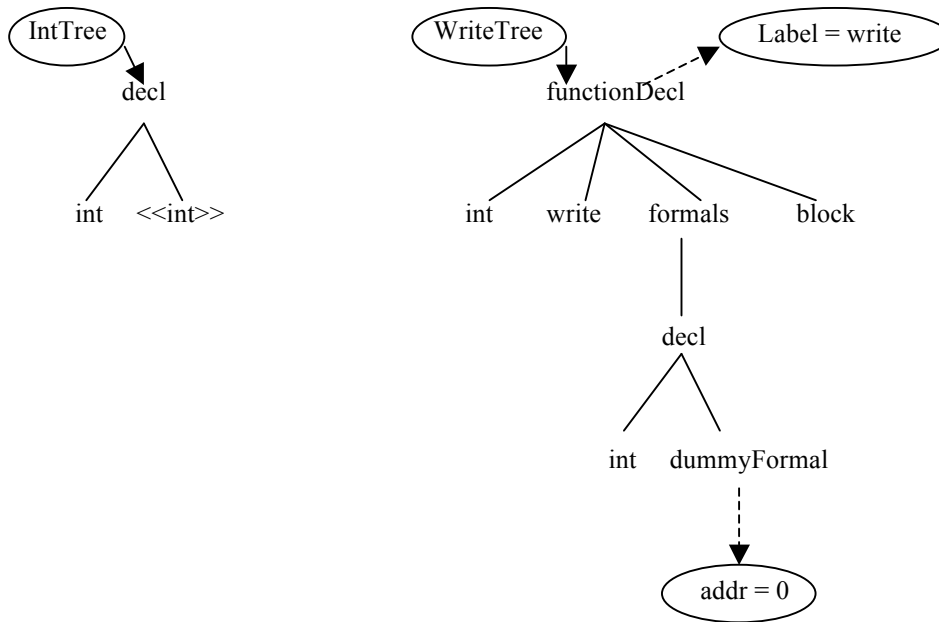 IntTree
WriteTree
Label = write
decl
functionDecl
int <<int>>
int write formals block
decl
int dummyFormal
addr = 0